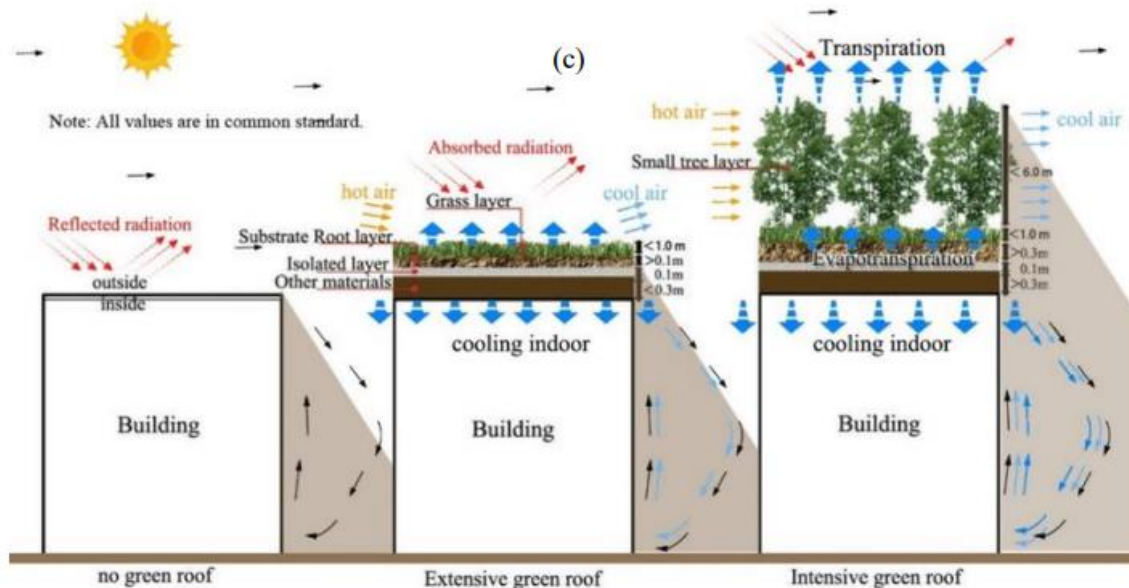 (c)
Transpiration
Note: All values are in common standard.
hot air
cool air
Absorbed radiation
Small tree layer
<6.0 m
hot air
Grass layer
cool air
Reflected radiation
Substrate Root layer
<1.0 m
<1.0 m
>0.1m
>0.3m
Isolated layer
0.1m
Evapotranspiration
0.1m
outside
Other materials
<0.3m
>0.3m
inside
cooling indoor
cooling indoor
Building
Building
Building
no green roof
Extensive green roof
Intensive green roof